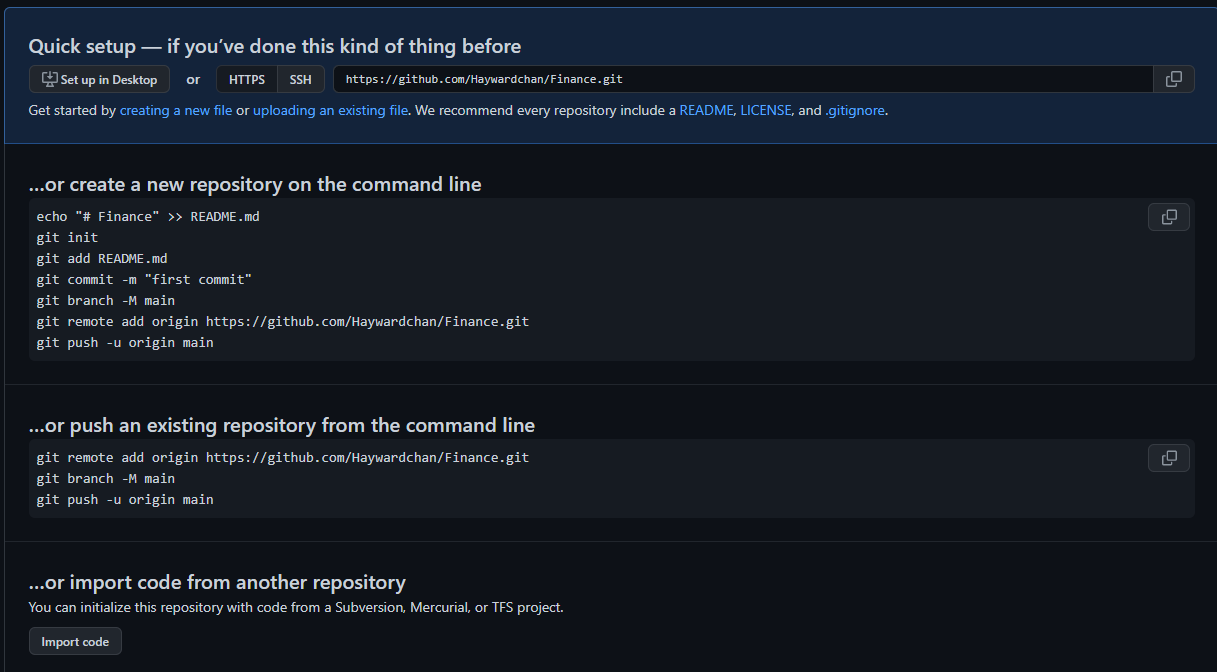 Quick setup — if you’ve done this kind of thing before
Set up in Desktop or HTTPS SSH https://github.com/Haywardchan/Finance.git
Get started by creating a new file or uploading an existing file. We recommend every repository include a README, LICENSE, and .gitignore.
…or create a new repository on the command line
echo "# Finance" >> README.md
git init
git add README.md
git commit -m "first commit"
git branch -M main
git remote add origin https://github.com/Haywardchan/Finance.git
git push -u origin main
…or push an existing repository from the command line
git remote add origin https://github.com/Haywardchan/Finance.git
git branch -M main
git push -u origin main
…or import code from another repository
You can initialize this repository with code from a Subversion, Mercurial, or TFS project.
Import code